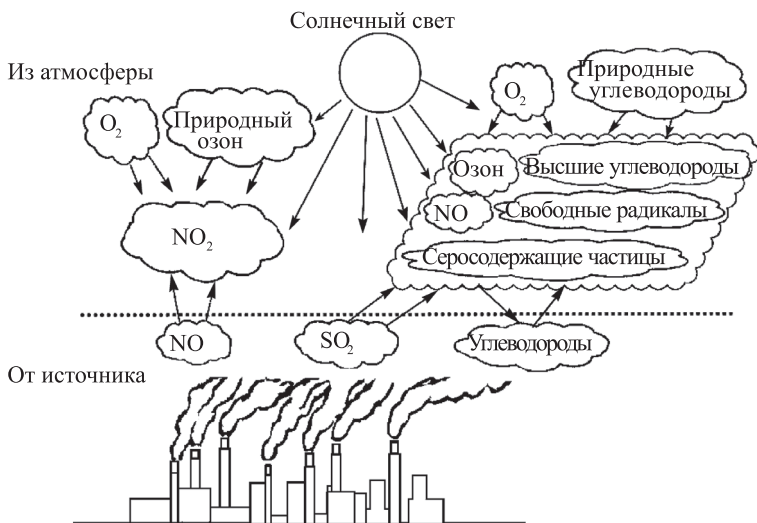 Солнечный свет
Из атмосферы
O₂
Природный
озон
O₂
Природные
углеводороды
Озон
Высшие углеводороды
NO
Свободные радикалы
NO₂
Серосодержащие частицы
NO
SO₂
Углеводороды
От источника